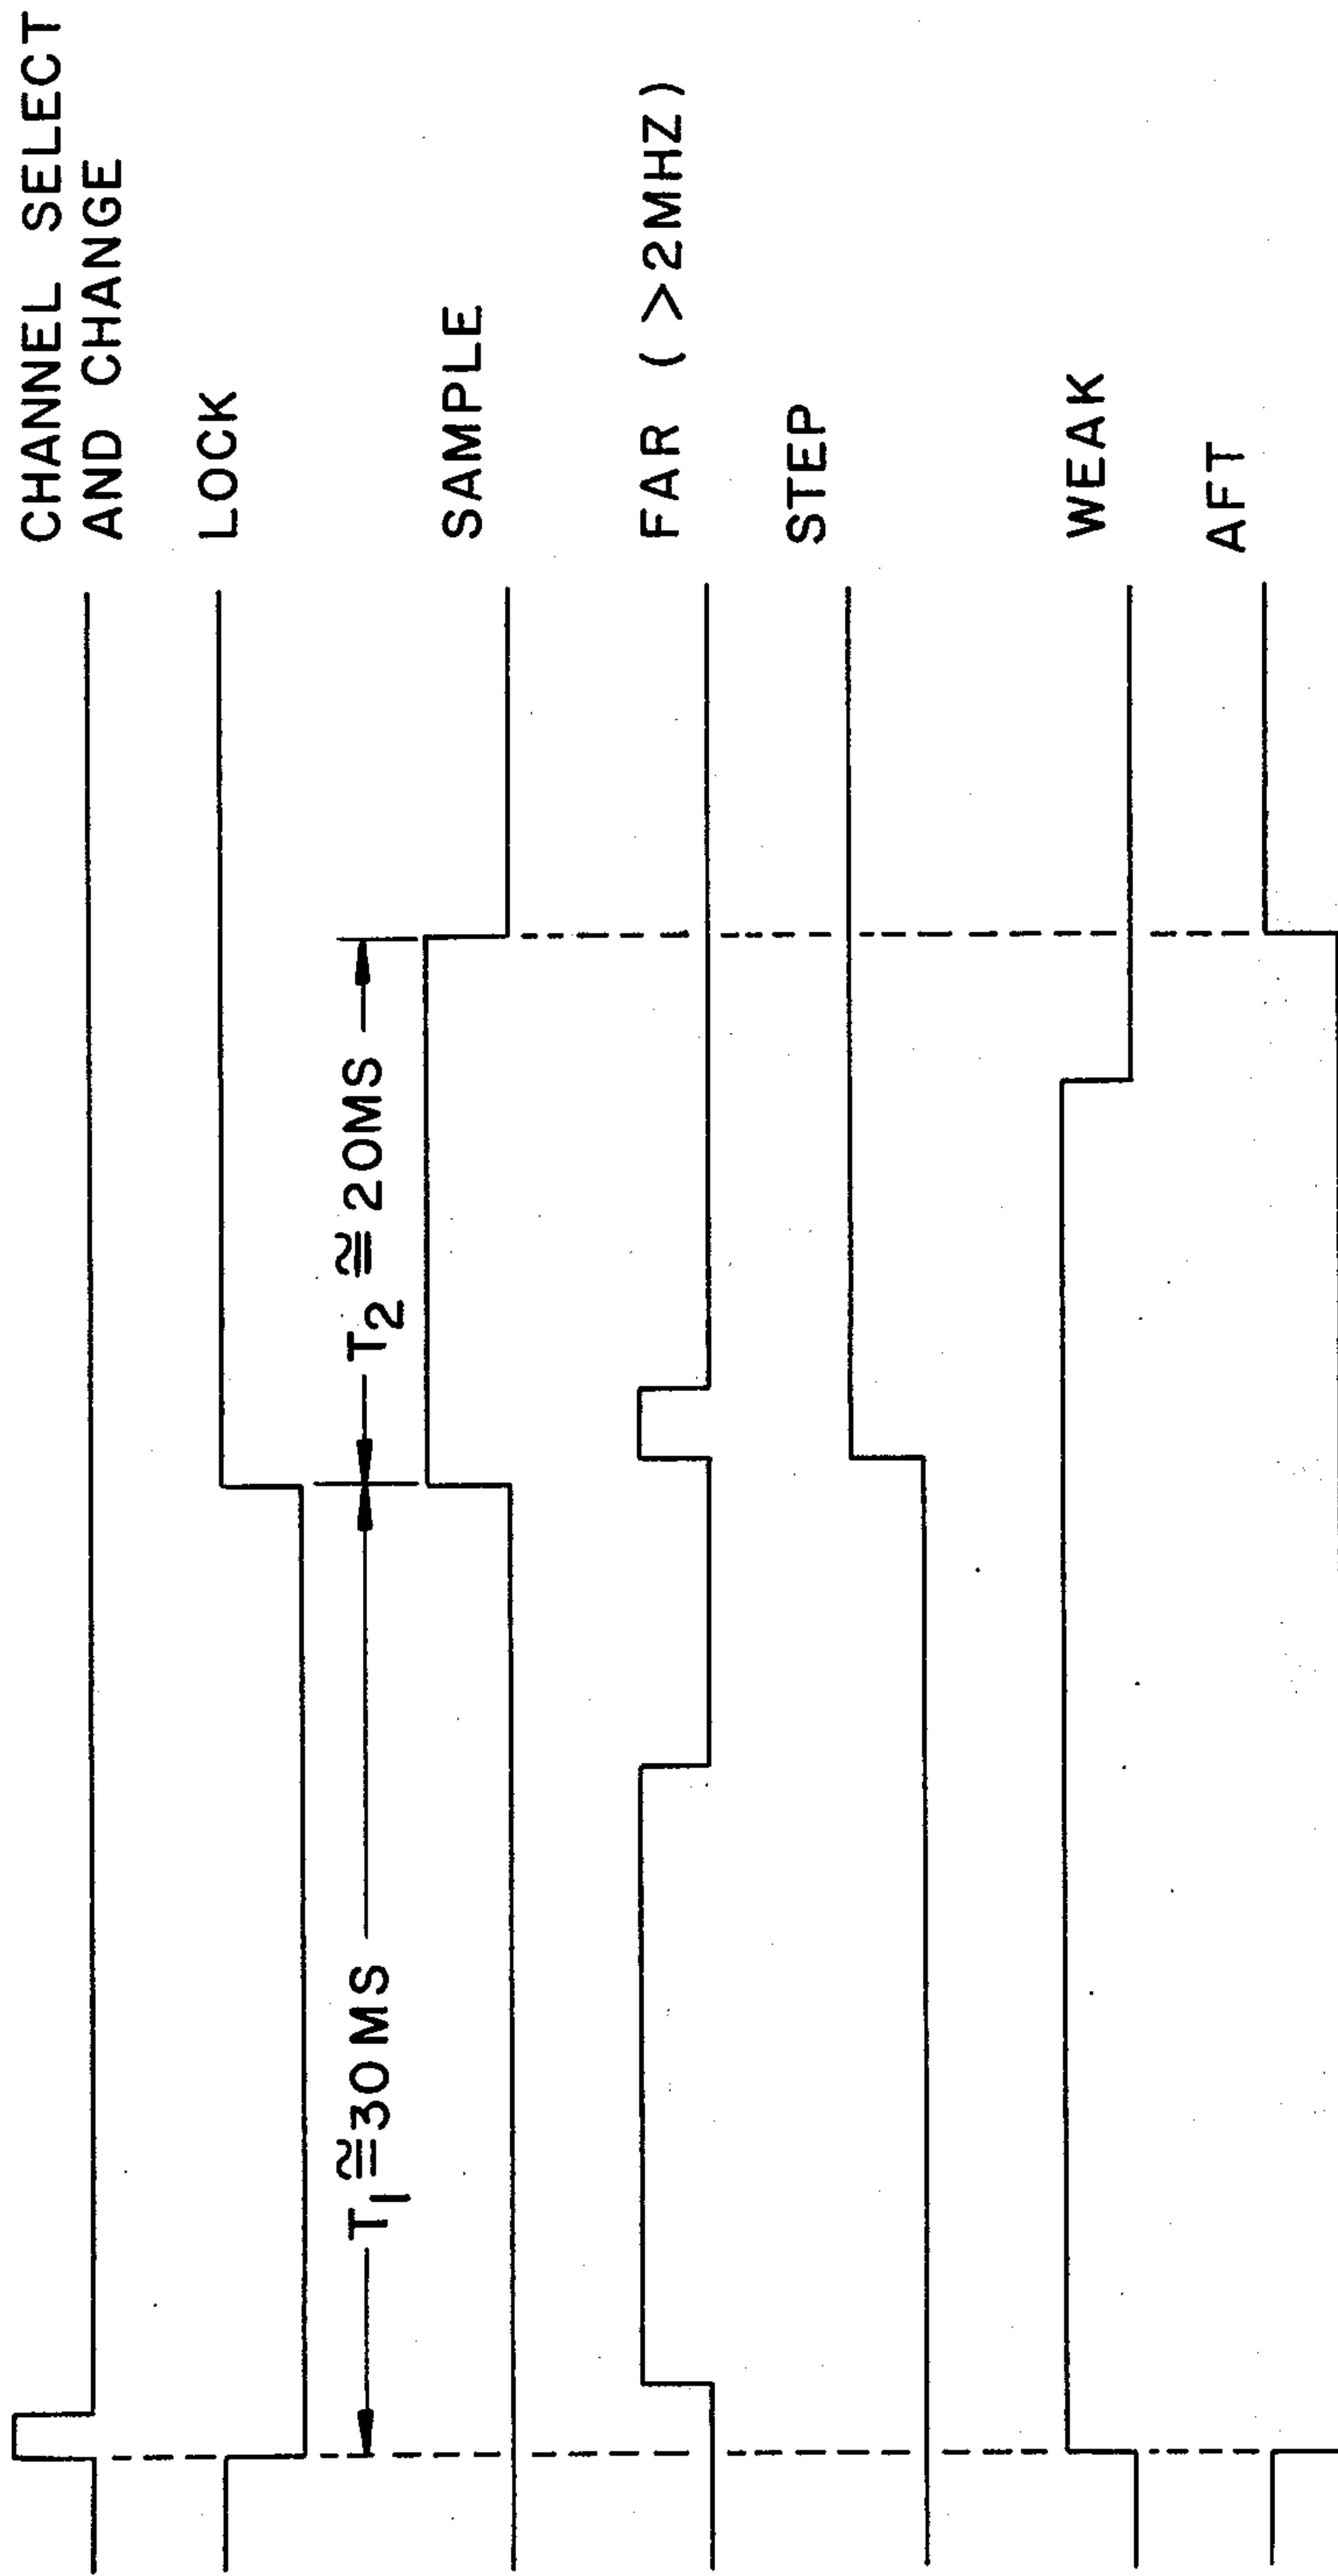 CHANNEL SELECT
AND CHANGE
LOCK
T1≅30MS
T2≅20MS
SAMPLE
FAR (>2MHZ)
STEP
WEAK
AFT